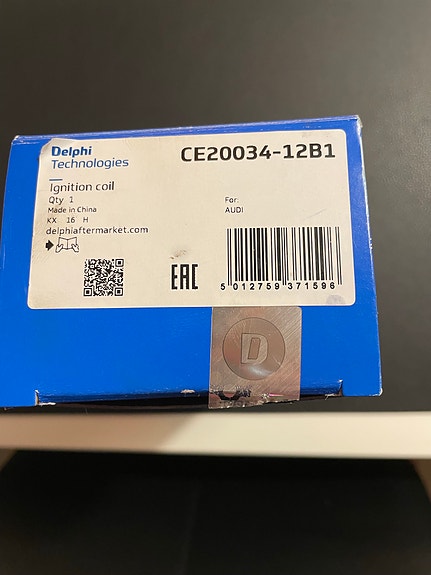 Delphi
Technologies
CE20034-12B1
Ignition coil
Qty 1
Made in China
KX 16 H
delphiaftermarket.com
For:
AUDI
EAC
5 012759 371596
D